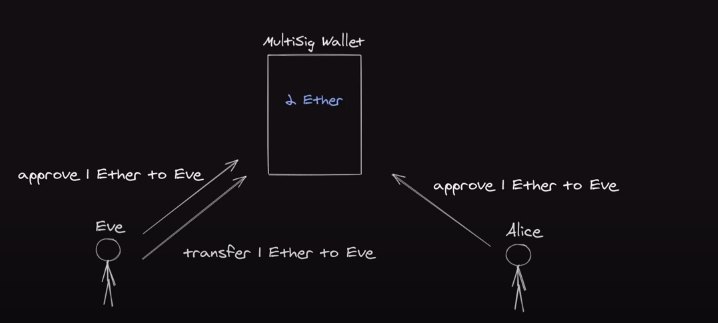 MultiSig Wallet
2 Ether
approve 1 Ether to Eve
approve 1 Ether to Eve
Eve
Alice
transfer 1 Ether to Eve